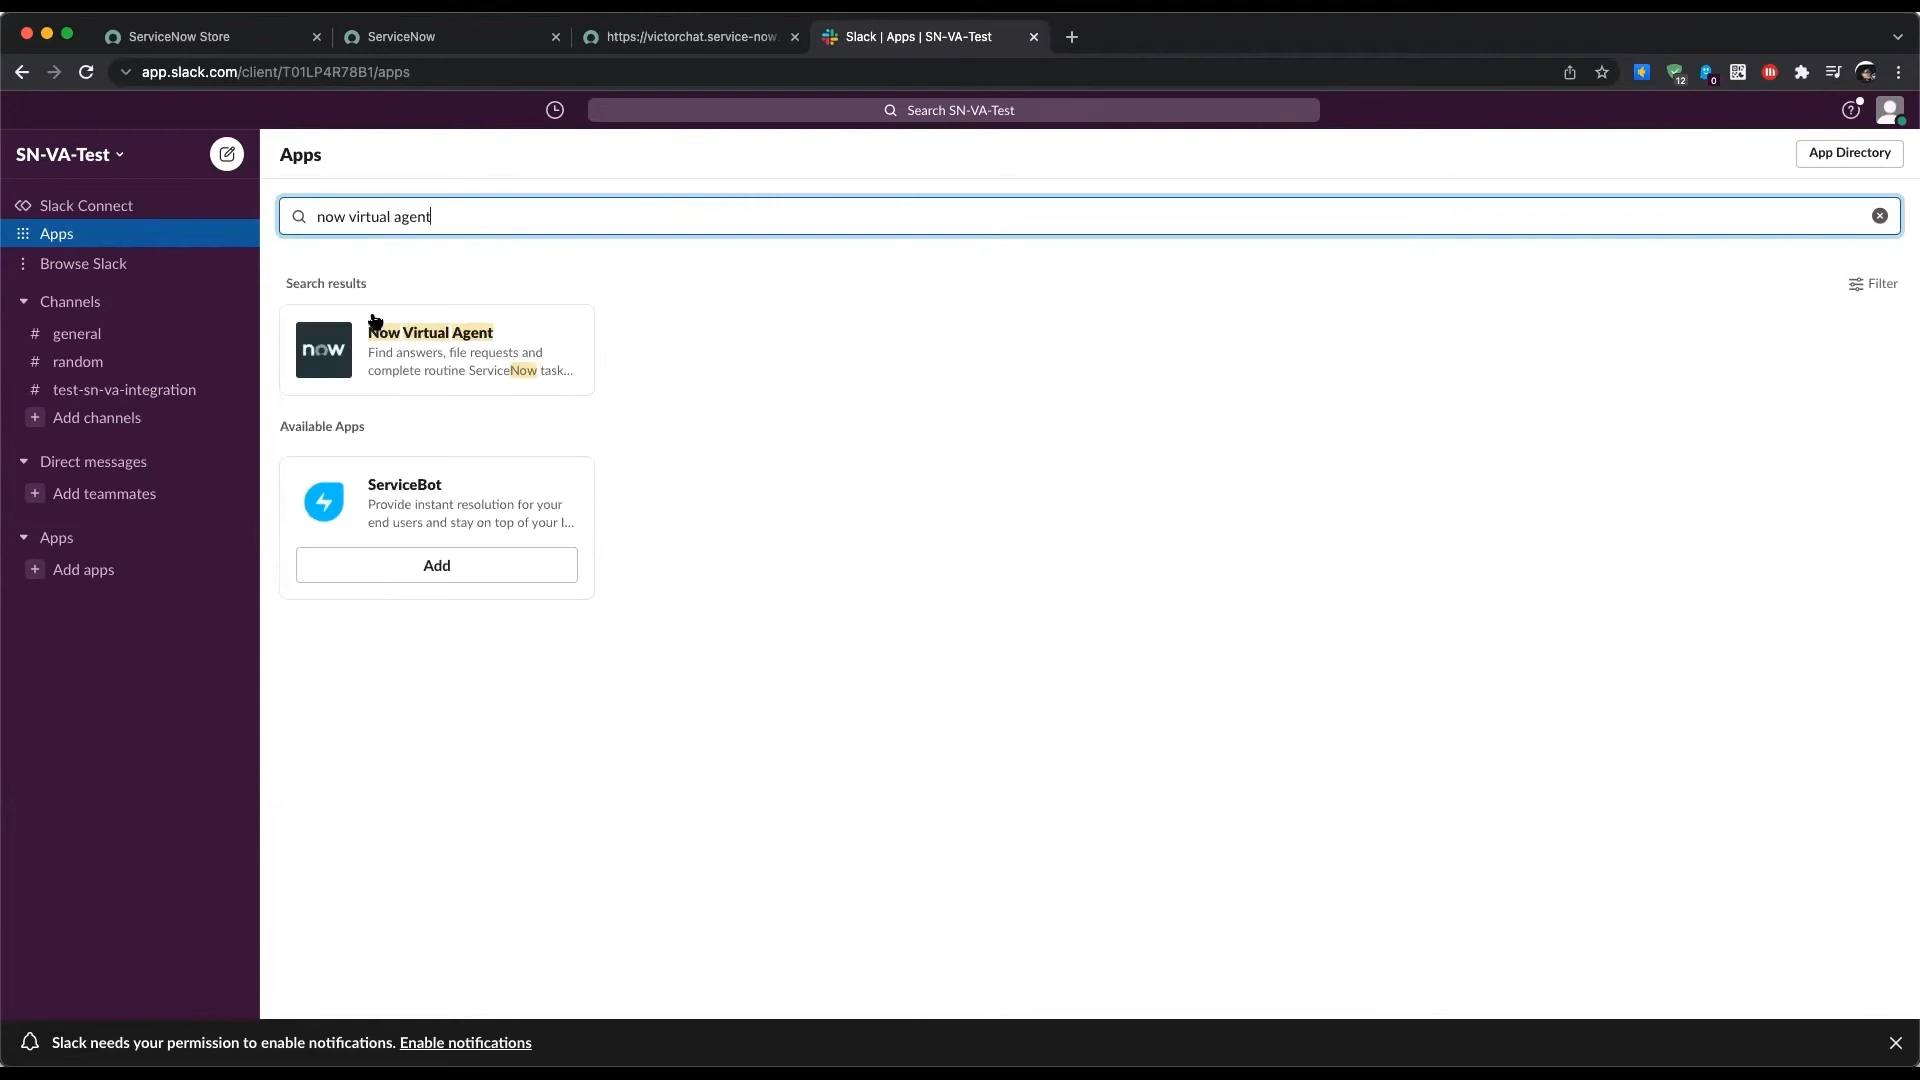 ServiceNow Store
ServiceNow
https://victorchat.service-now
Slack | Apps | SN-VA-Test
app.slack.com/client/T01LP4R78B1/apps
12
0
Search SN-VA-Test
SN-VA-Test
Apps
App Directory
Slack Connect
now virtual agent
Apps
Browse Slack
Search results
Filter
Channels
Now Virtual Agent
# general
now
Find answers, file requests and
# random
complete routine ServiceNow task...
# test-sn-va-integration
+ Add channels
Available Apps
Direct messages
ServiceBot
+ Add teammates
Provide instant resolution for your
end users and stay on top of your I...
Apps
Add
+ Add apps
Slack needs your permission to enable notifications. Enable notifications